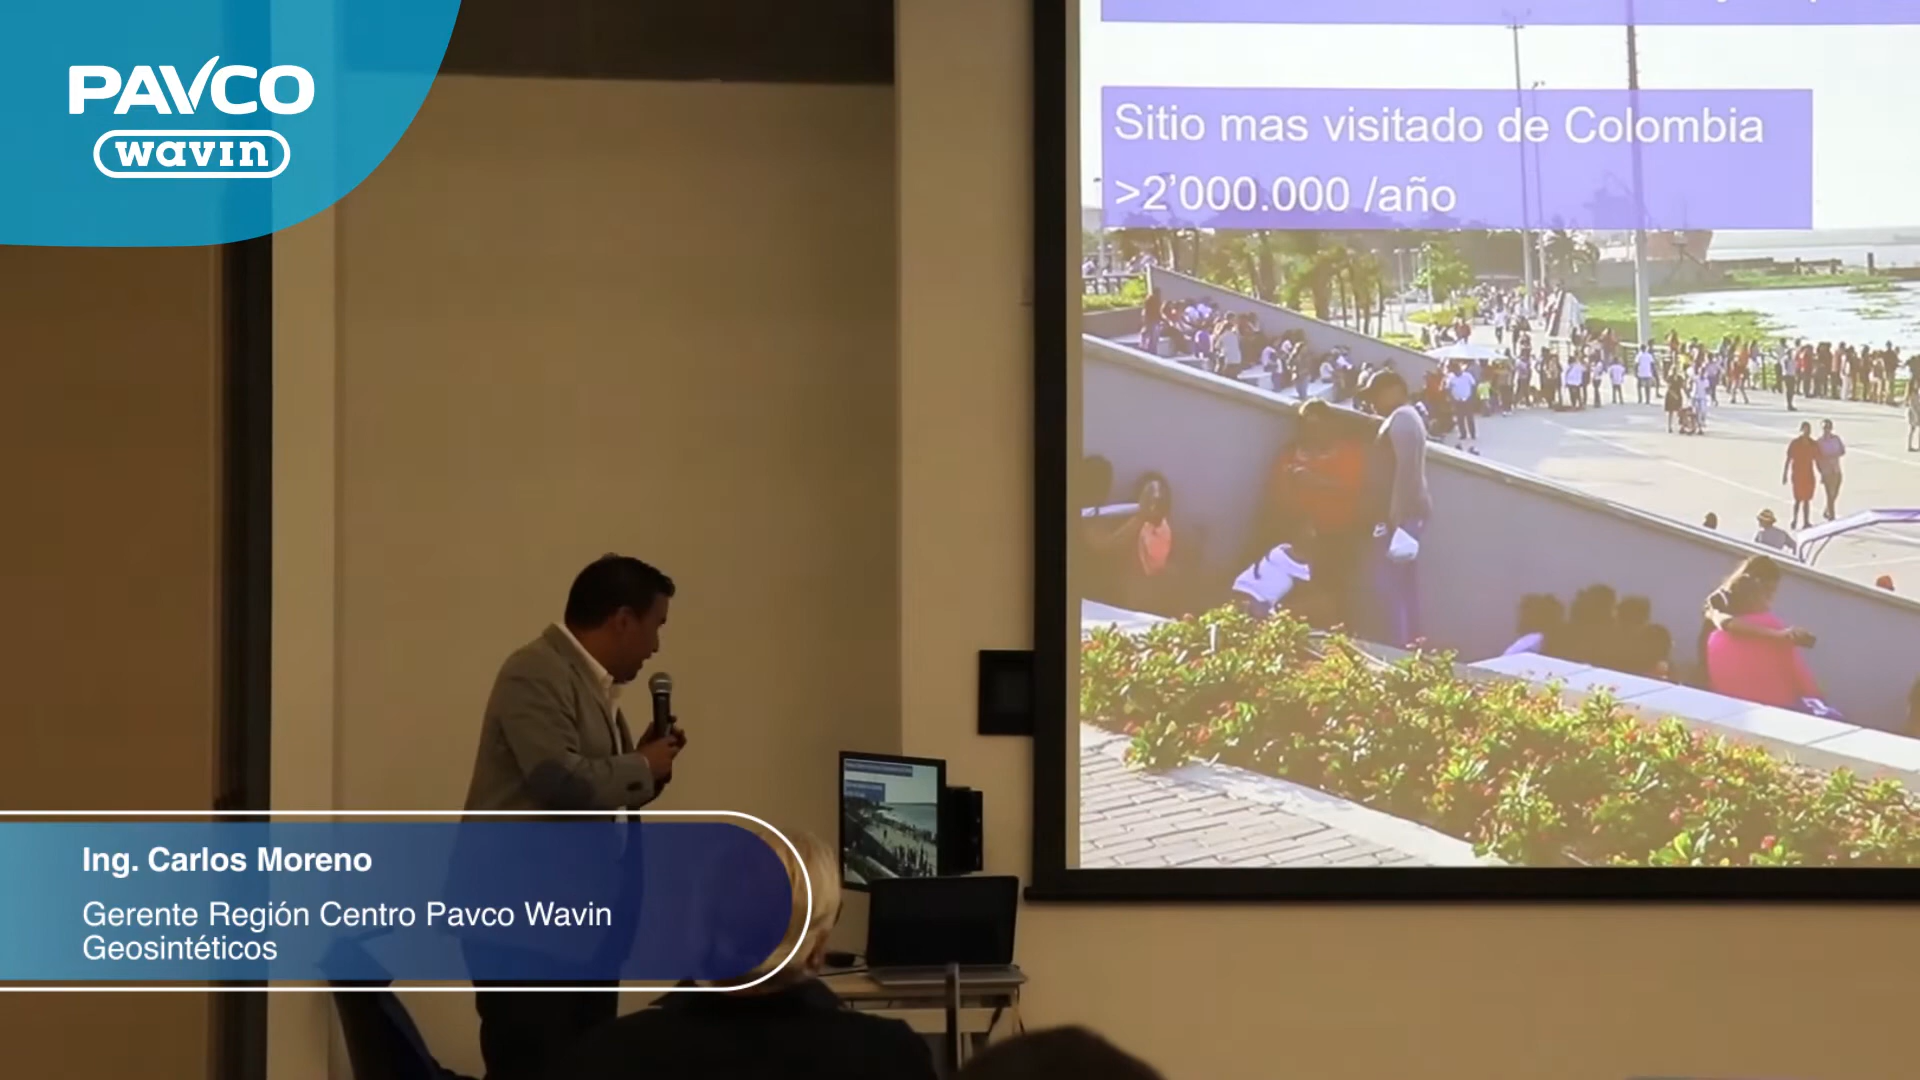 PAVCO
wavin
Sitio mas visitado de Colombia
>2'000.000 /año
Ing. Carlos Moreno
Gerente Región Centro Pavco Wavin
Geosintéticos